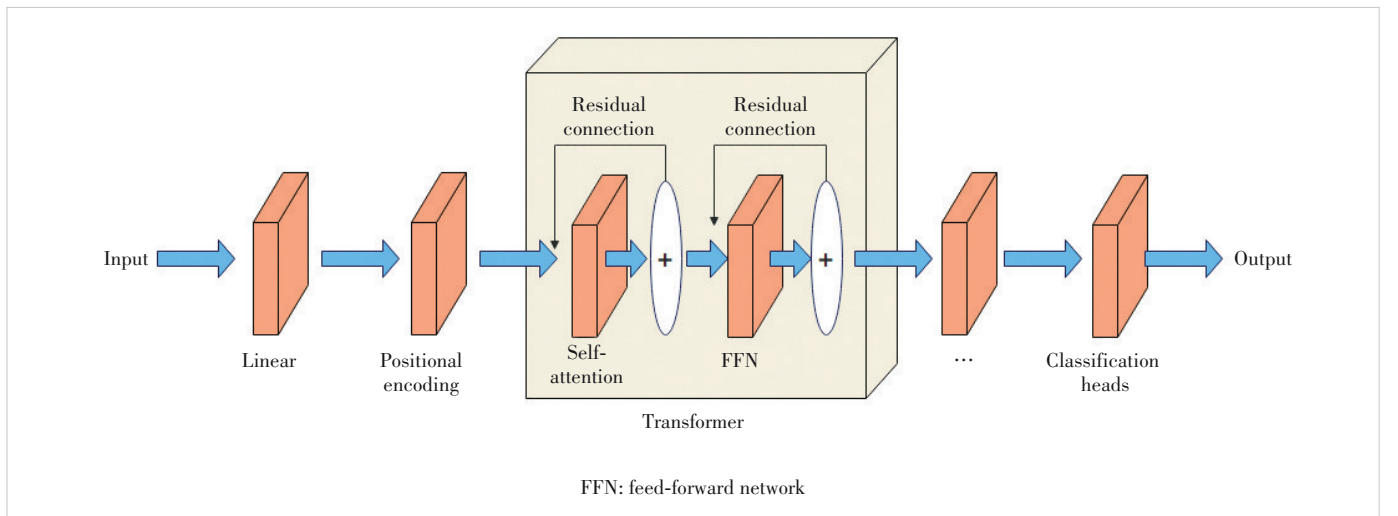 Residual
connection
Residual
connection
Input
+
+
Output
Linear
Positional
encoding
Self-
attention
FFN
...
Classification
heads
Transformer
FFN: feed-forward network